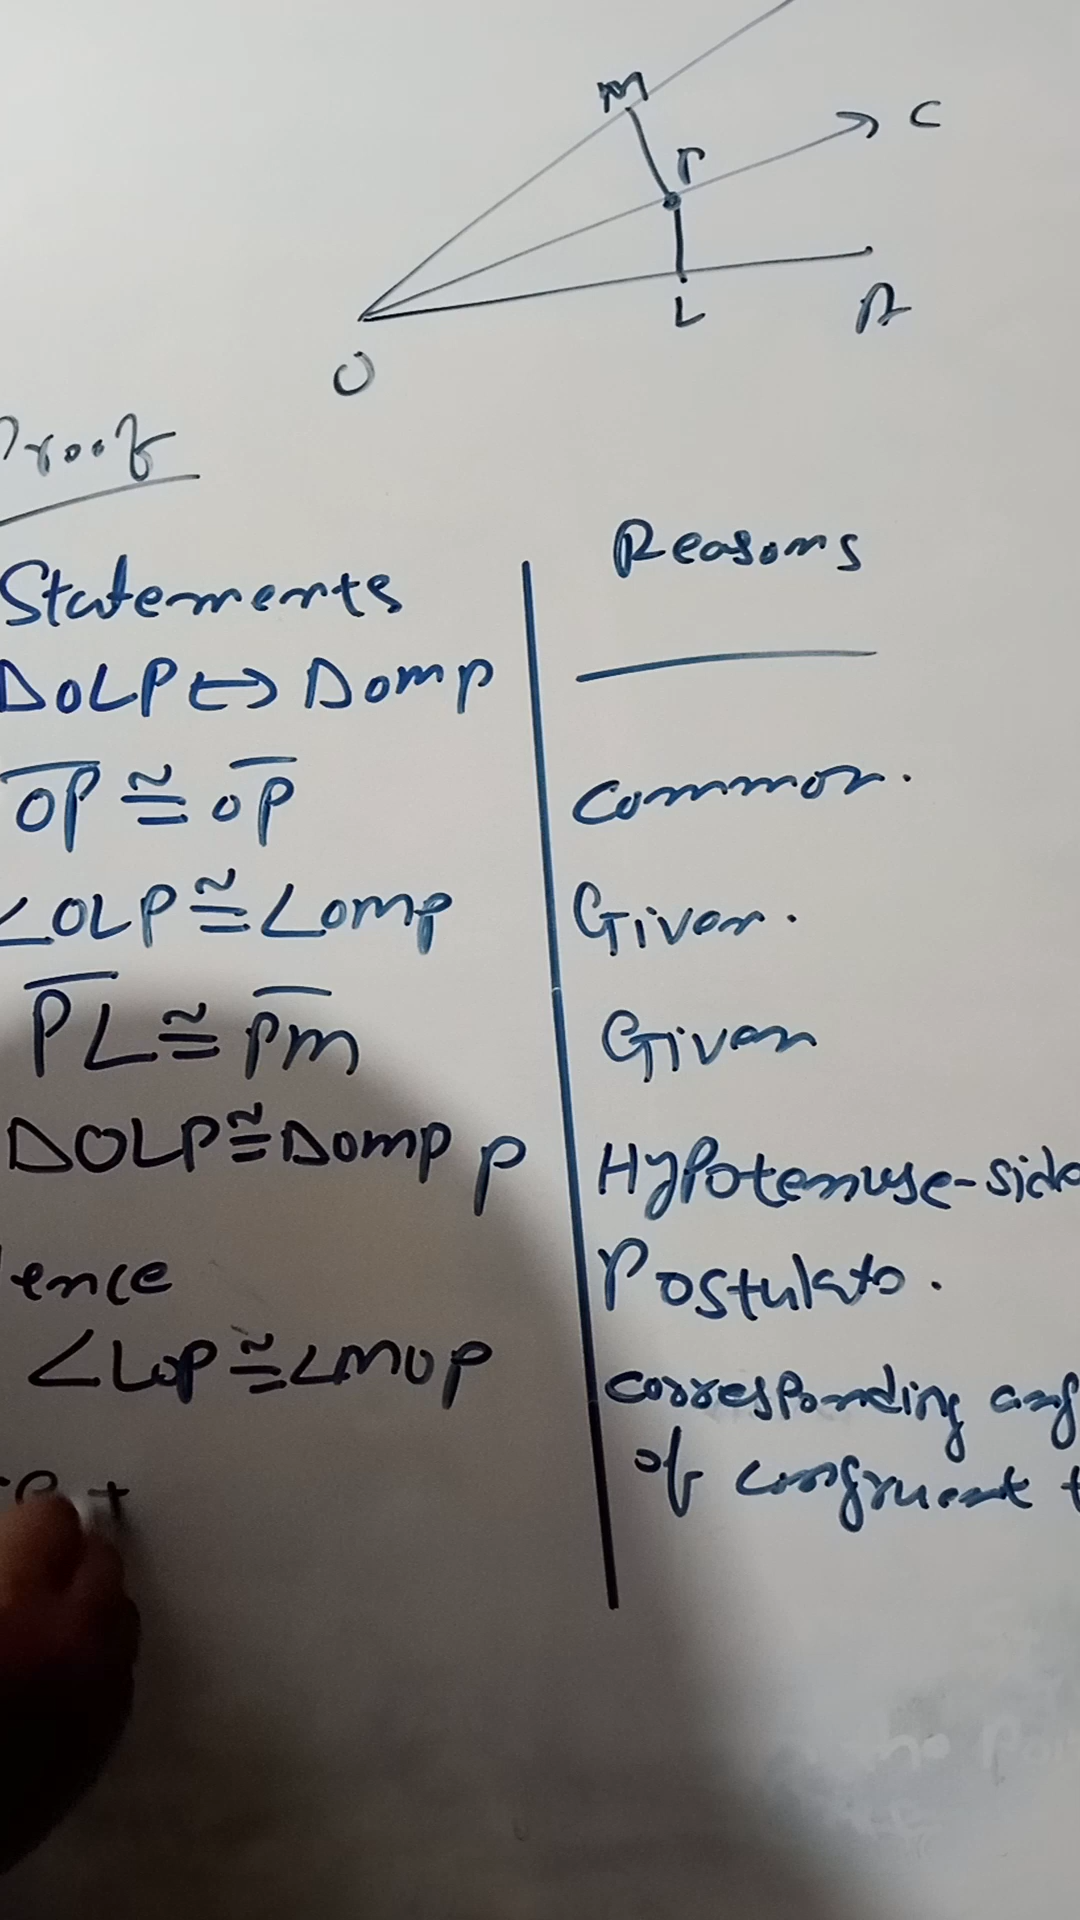 M
C
P
L
A
O
Proof
Statements
Reasons
ΔOLP ↔ Δomp
OP ≅ OP
common.
∠OLP ≅ ∠omp
Given.
PL ≅ Pm
Given
ΔOLP ≅ Δomp P
Hypotenuse-side
Postulate.
ence
∠LOP ≅ ∠MOP
corresponding ang
of congruent t